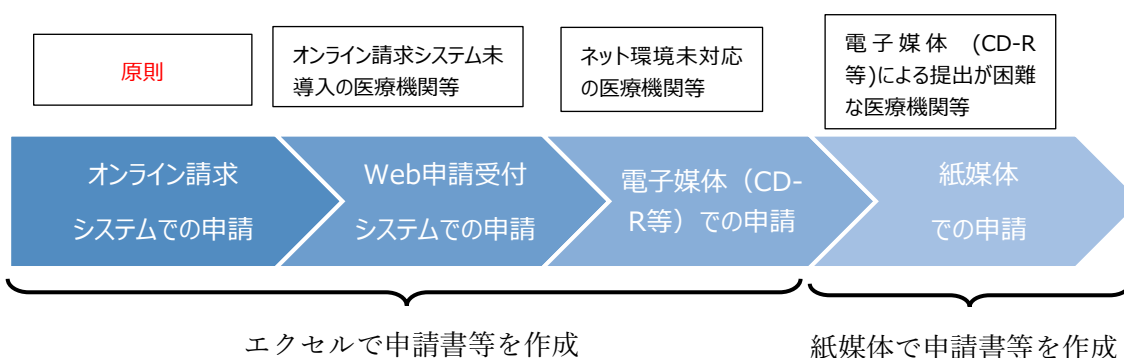 原則
オンライン請求システム未
導入の医療機関等
ネット環境未対応
の医療機関等
電子媒体 (CD-R
等)による提出が困難
な医療機関等
オンライン請求
システムでの申請
Web申請受付
システムでの申請
電子媒体（CD-
R等）での申請
紙媒体
での申請
エクセルで申請書等を作成
紙媒体で申請書等を作成